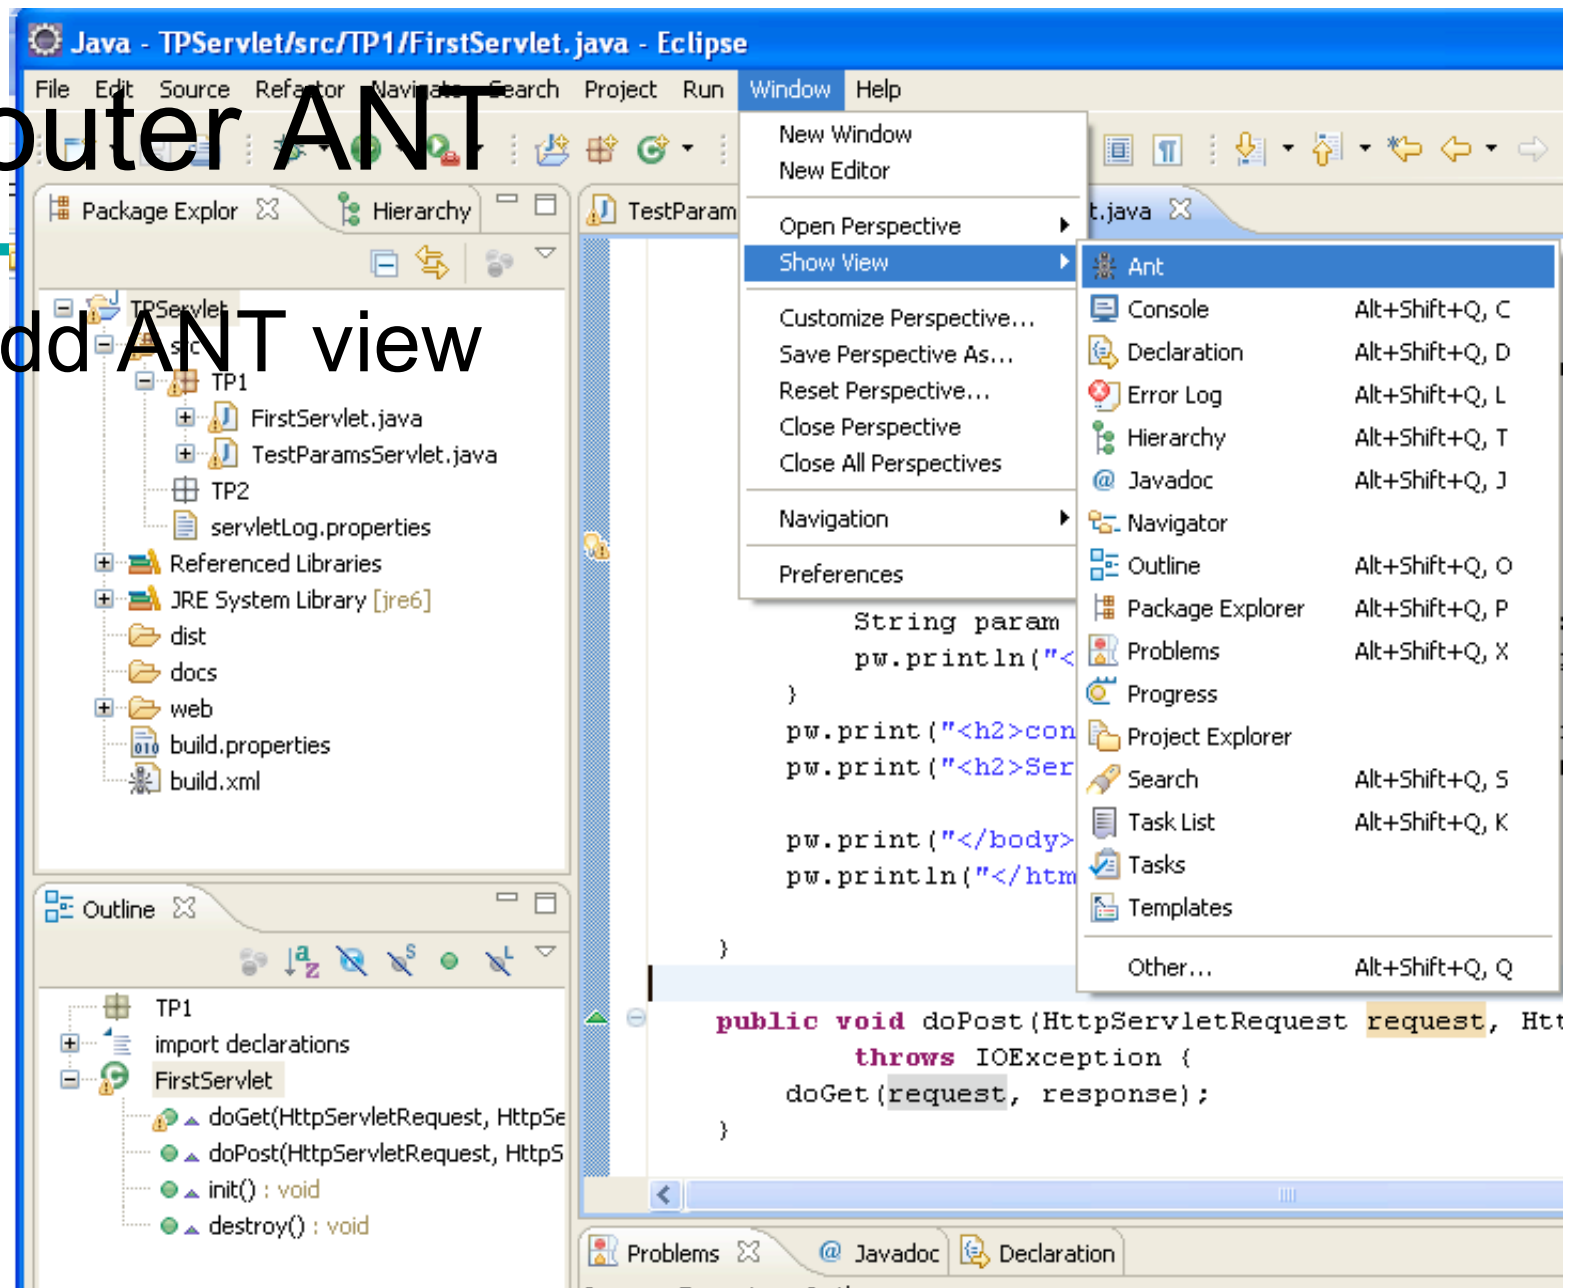 Java - TPServlet/src/TP1/FirstServlet.java - Eclipse
File Edit Source Refactor Navigate Search Project Run Window Help
outer ANT
dd ANT view
New Window
New Editor
Open Perspective
Show View
Customize Perspective...
Save Perspective As...
Reset Perspective...
Close Perspective
Close All Perspectives
Navigation
Preferences
Ant
Console Alt+Shift+Q, C
Declaration Alt+Shift+Q, D
Error Log Alt+Shift+Q, L
Hierarchy Alt+Shift+Q, T
Javadoc Alt+Shift+Q, J
Navigator
Outline Alt+Shift+Q, O
Package Explorer Alt+Shift+Q, P
Problems Alt+Shift+Q, X
Progress
Project Explorer
Search Alt+Shift+Q, S
Task List Alt+Shift+Q, K
Tasks
Templates
Other... Alt+Shift+Q, Q
Package Explor Hierarchy
TPServlet
src
TP1
FirstServlet.java
TestParamsServlet.java
TP2
servletLog.properties
Referenced Libraries
JRE System Library [jre6]
dist
docs
web
build.properties
build.xml
Outline
TP1
import declarations
FirstServlet
doGet(HttpServletRequest, HttpSe
doPost(HttpServletRequest, HttpS
init() : void
destroy() : void
TestParam t.java
String param
pw.println("<
}
pw.print("<h2>con
pw.print("<h2>Ser
pw.print("</body>
pw.println("</htm
}
public void doPost(HttpServletRequest request, Htt
throws IOException {
doGet(request, response);
}
Problems Javadoc Declaration